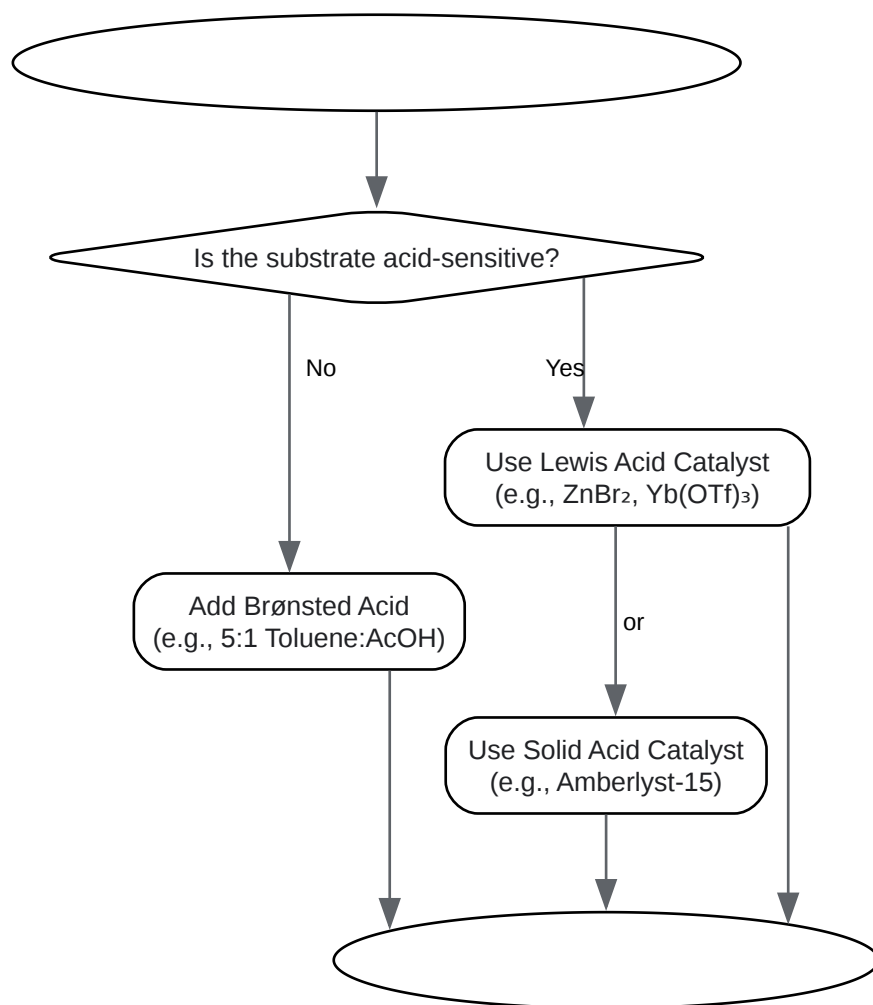 Is the substrate acid-sensitive?
No
Yes
Use Lewis Acid Catalyst
(e.g., ZnBr₂, Yb(OTf)₃)
Add Brønsted Acid
(e.g., 5:1 Toluene:AcOH)
or
Use Solid Acid Catalyst
(e.g., Amberlyst-15)